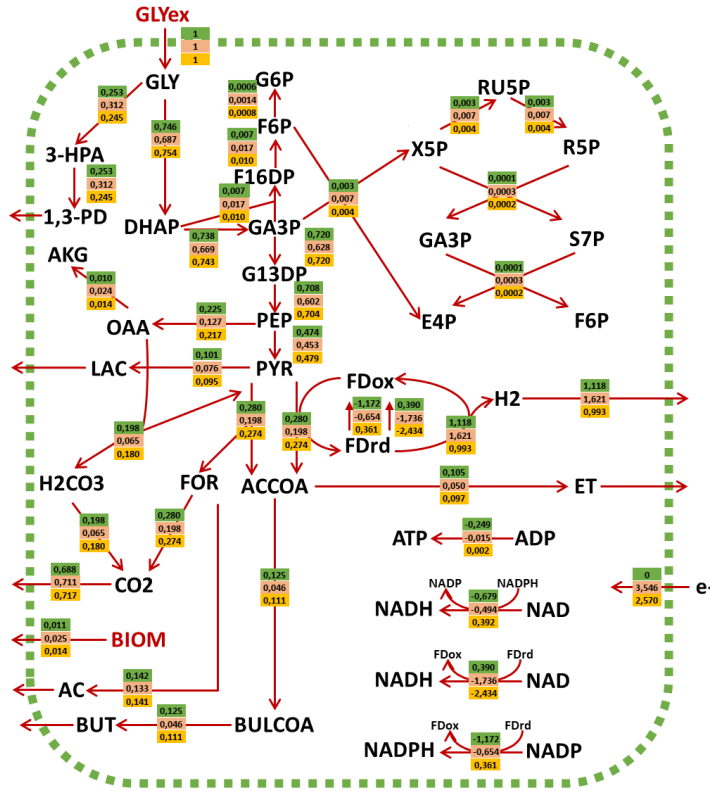 GLYex
1
1
1
GLY
0,253
0,312
0,245
0,746
0,687
0,754
3-HPA
0,253
0,312
0,245
1,3-PD
DHAP
0,0006
0,0014
0,0008
G6P
0,007
0,017
0,010
F6P
F16DP
0,007
0,017
0,010
0,738
0,669
0,743
GA3P
0,720
0,628
0,720
0,003
0,007
0,004
X5P
0,003
0,007
0,004
RU5P
0,003
0,007
0,004
R5P
0,0001
0,0003
0,0002
GA3P
S7P
0,0001
0,0003
0,0002
E4P
F6P
AKG
0,010
0,024
0,014
OAA
0,225
0,127
0,217
G13DP
0,708
0,602
0,704
PEP
0,474
0,453
0,479
LAC
0,101
0,076
0,095
PYR
FDox
-1,172
-0,654
0,361
0,390
-1,736
-2,434
FDrd
1,118
1,621
0,993
H2
1,118
1,621
0,993
0,198
0,065
0,180
0,280
0,198
0,274
0,280
0,198
0,274
H2CO3
FOR
ACCOA
0,105
0,050
0,097
ET
0,198
0,065
0,180
0,280
0,198
0,274
ATP
-0,249
-0,015
0,002
ADP
0,688
0,711
0,717
CO2
0,125
0,046
0,111
NADP
NADPH
NADH
-0,679
-0,494
0,392
NAD
0
3,546
2,570
e-
0,011
0,025
0,014
BIOM
FDox
FDrd
NADH
0,390
-1,736
-2,434
NAD
AC
0,142
0,133
0,141
BUT
0,125
0,046
0,111
BULCOA
FDox
FDrd
NADPH
-1,172
-0,654
0,361
NADP